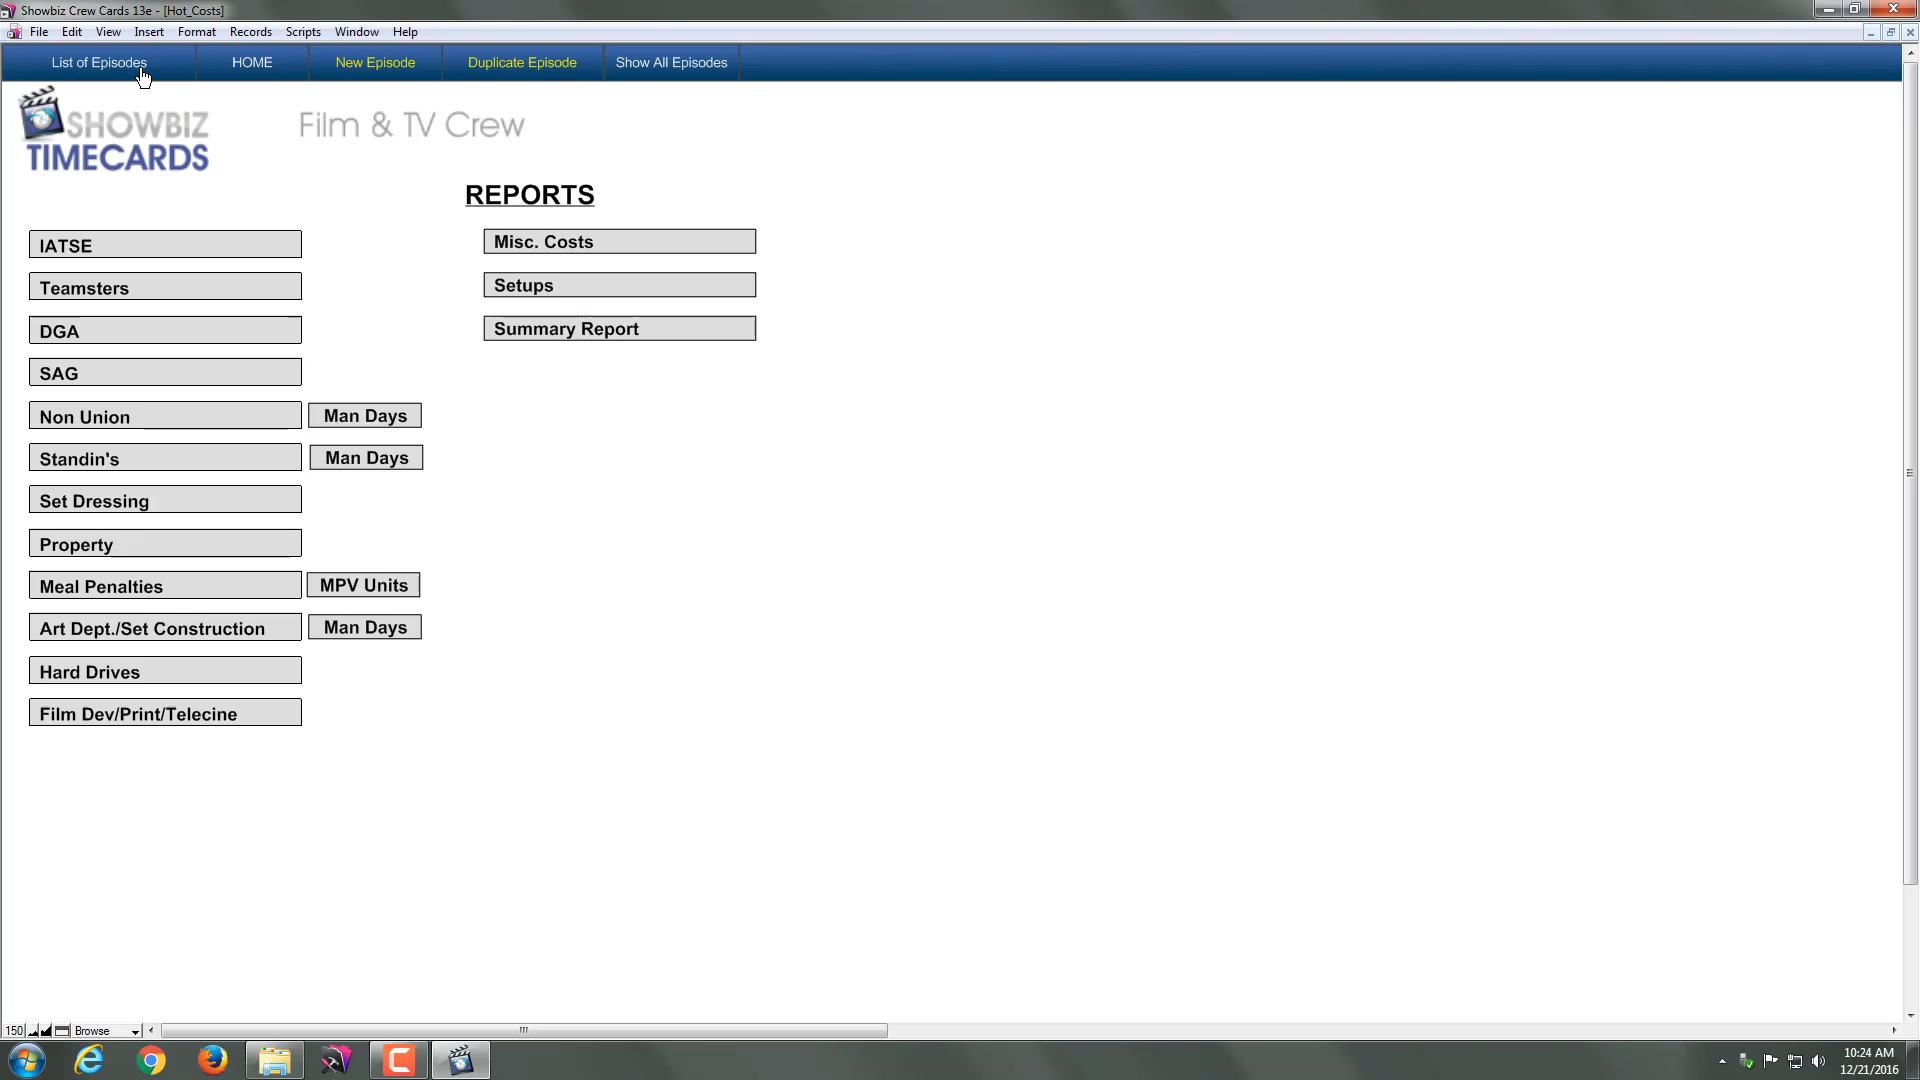 Showbiz Crew Cards 13e - [Hot_Costs]
File Edit View Insert Format Records Scripts Window Help
List of Episodes HOME New Episode Duplicate Episode Show All Episodes
SHOWBIZ
TIMECARDS
Film & TV Crew
REPORTS
IATSE
Teamsters
DGA
SAG
Non Union Man Days
Standin's Man Days
Set Dressing
Property
Meal Penalties MPV Units
Art Dept./Set Construction Man Days
Hard Drives
Film Dev/Print/Telecine
Misc. Costs
Setups
Summary Report
150 Browse
10:24 AM
12/21/2016